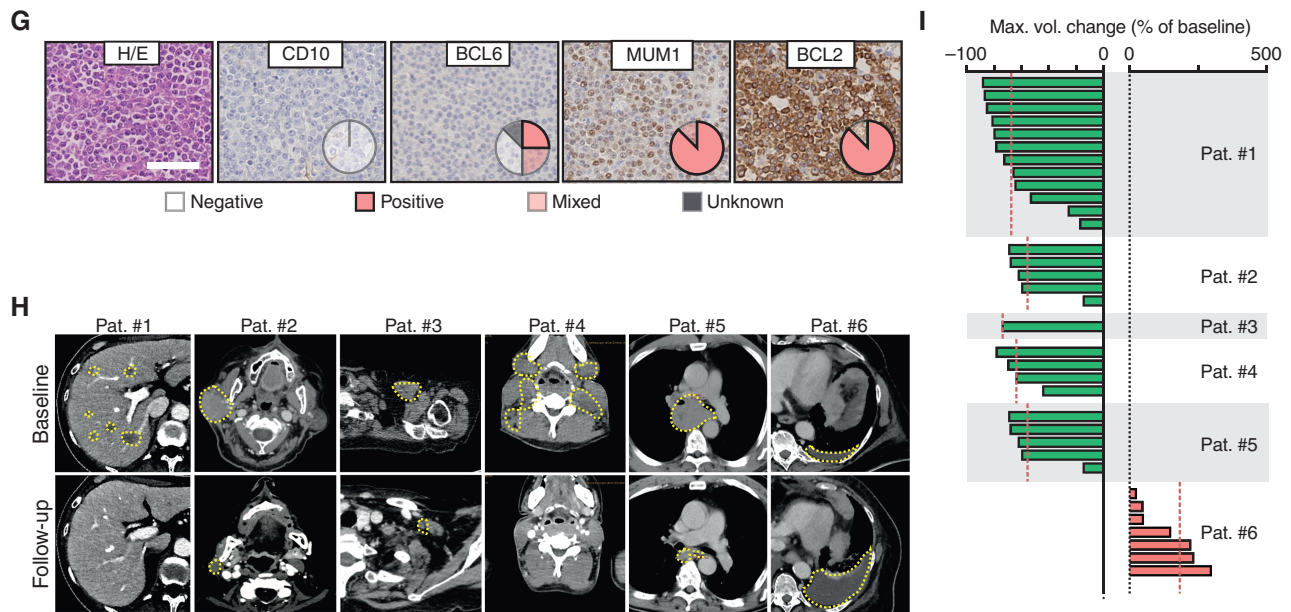 G
H/E
CD10
BCL6
MUM1
BCL2
Negative
Positive
Mixed
Unknown
H
Pat. #1
Pat. #2
Pat. #3
Pat. #4
Pat. #5
Pat. #6
Baseline
Follow-up
I
Max. vol. change (% of baseline)
−100
0
0
500
Pat. #1
Pat. #2
Pat. #3
Pat. #4
Pat. #5
Pat. #6